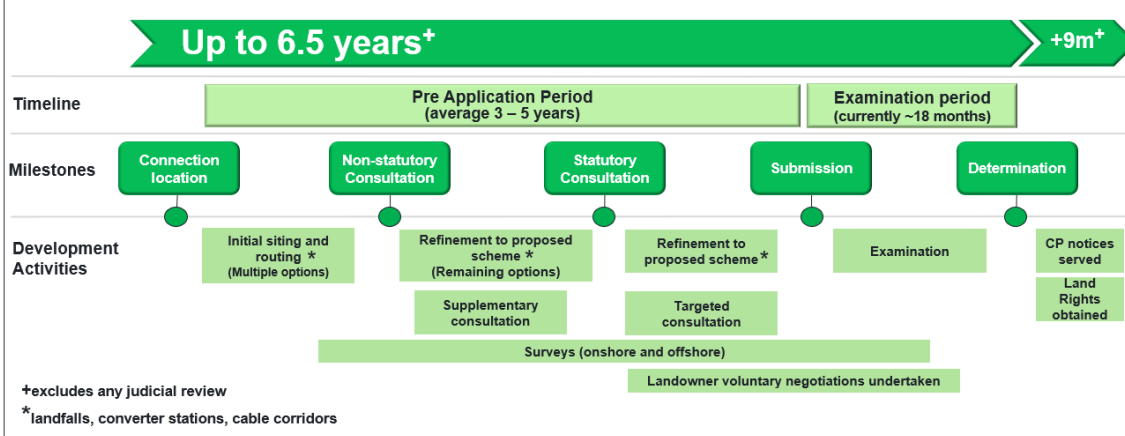 Up to 6.5 years+
+9m+
Timeline
Pre Application Period
(average 3 – 5 years)
Examination period
(currently ~18 months)
Milestones
Connection
location
Non-statutory
Consultation
Statutory
Consultation
Submission
Determination
Development
Activities
Initial siting and
routing *
(Multiple options)
Refinement to proposed
scheme *
(Remaining options)
Refinement to
proposed scheme *
Examination
CP notices
served
Supplementary
consultation
Targeted
consultation
Land
Rights
obtained
Surveys (onshore and offshore)
Landowner voluntary negotiations undertaken
+excludes any judicial review
*landfalls, converter stations, cable corridors